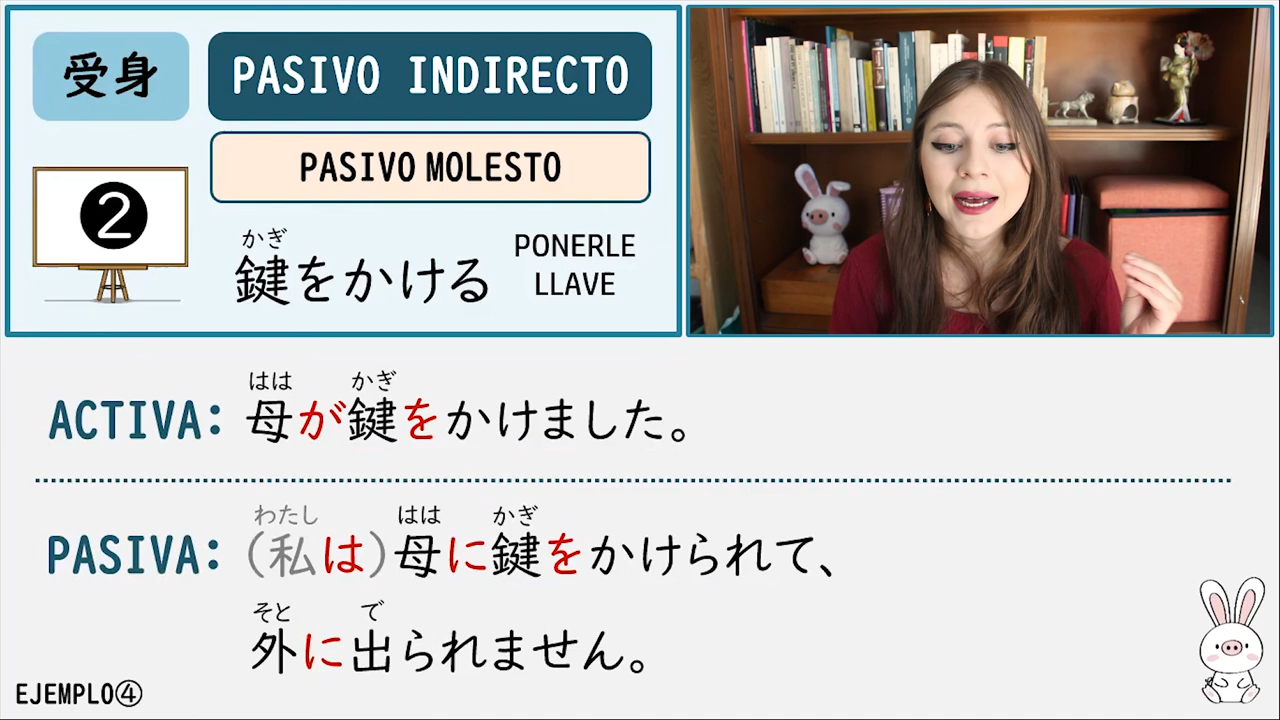 受身
PASIVO INDIRECTO
PASIVO MOLESTO
2
かぎ
鍵をかける
PONERLE
LLAVE
はは かぎ
ACTIVA: 母が鍵をかけました。
わたし はは かぎ
PASIVA: (私は)母に鍵をかけられて、
そと で
外に出られません。
EJEMPLO④